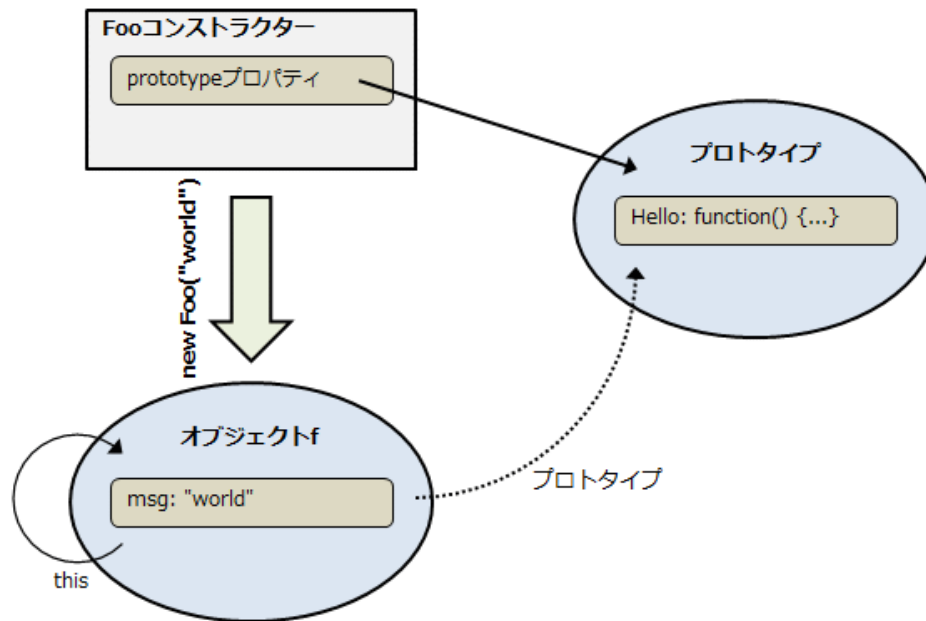 Fooコンストラクター
prototypeプロパティ
プロトタイプ
Hello: function() {...}
new Foo("world")
オブジェクトf
msg: "world"
プロトタイプ
this